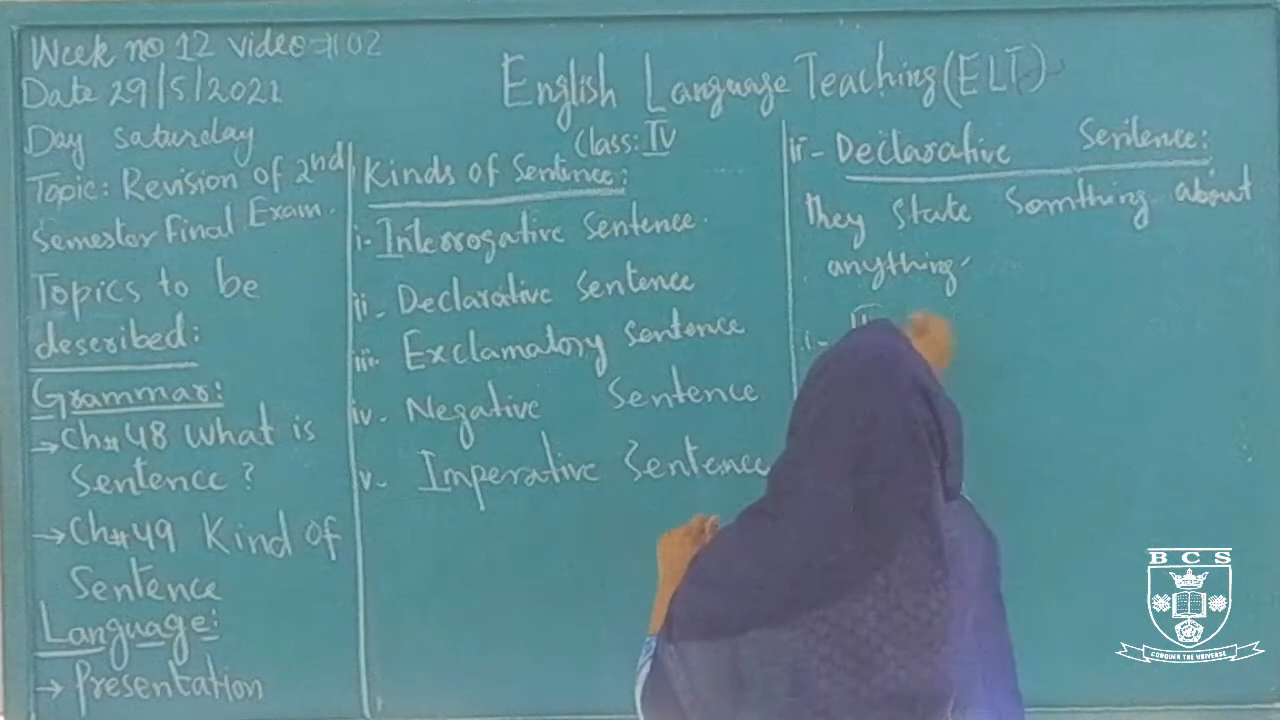 Week no 12 video # 02
Date 29/5/2021
Day Saturday
Topic: Revision of 2nd
Semester Final Exam.
Topics to be
described:
Grammar:
→ Ch# 48 What is
Sentence?
→ Ch# 49 Kind of
Sentence
Language:
→ Presentation
English Language Teaching (ELT)
Class: IV
Kinds of Sentence:
i- Interrogative Sentence.
ii- Declarative Sentence
iii- Exclamatory Sentence
iv- Negative Sentence
v- Imperative Sentence
ii- Declarative Sentence:
They State Somthing about
anything.
i-
BCS
CONQUER THE UNIVERSE